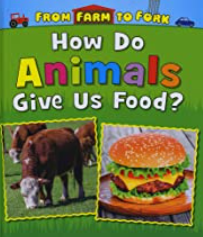 FROM FARM TO FORK
How Do
Animals
Give Us Food?